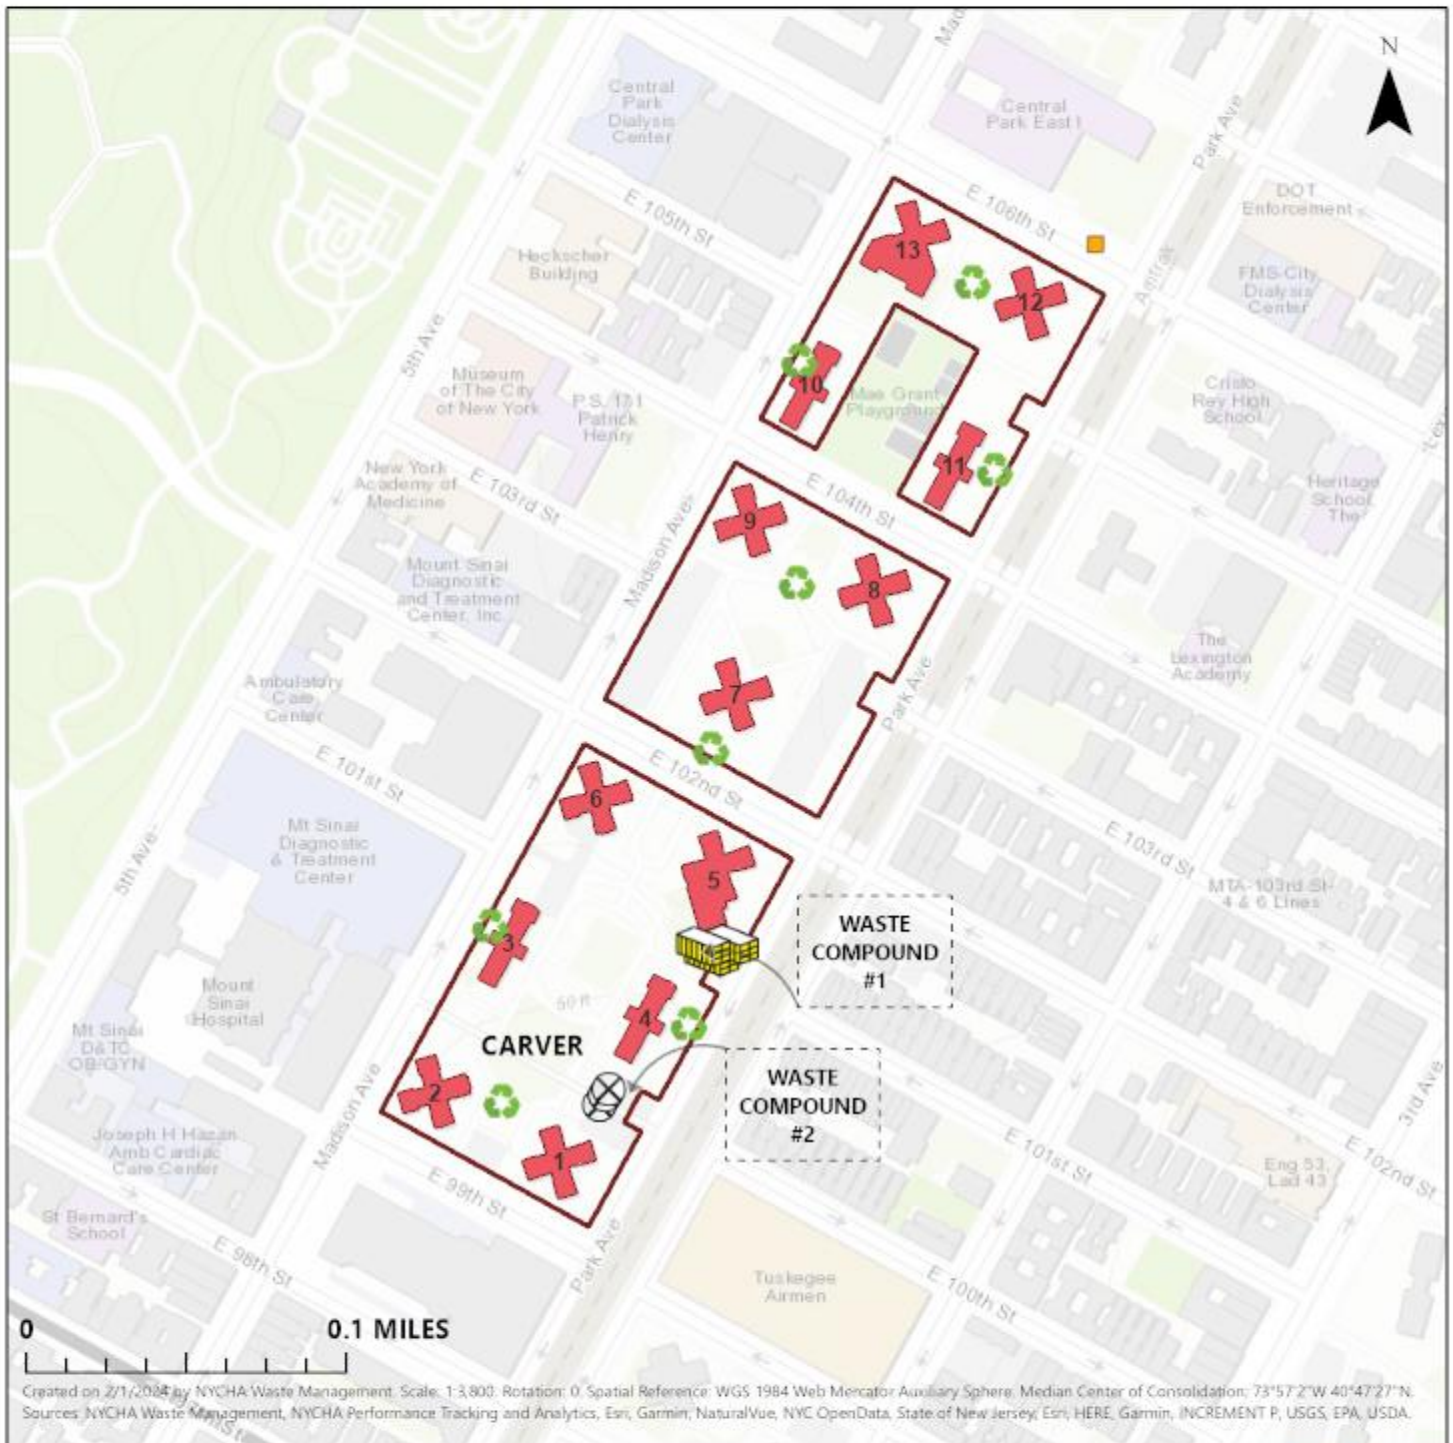 N
Mad
Central
Park
Dialysis
Center
Central
Park East I
Park Ave
E 106th St
DOT
Enforcement
E 105th St
13
Heckscher
Building
Amtrak
FMS-City
Dialysis
Center
12
5th Ave
Museum
of The City
of New York
P.S. 171
Patrick
Henry
10
Mae Grant
Playground
Cristo
Rey High
School
11
New York
Academy of
Medicine
E 103rd St
E 104th St
Heritage
School,
The
9
Madison Ave
Mount Sinai
Diagnostic
and Treatment
Center, Inc.
8
The
Lexington
Academy
7
Park Ave
Ambulatory
Care
Center
E 101st St
E 102nd St
6
Mt Sinai
Diagnostic
& Treatment
Center
5th Ave
E 103rd St
5
MTA-103rd St-
4 & 6 Lines
WASTE
COMPOUND
#1
3
Mount
Sinai
Hospital
50 ft
4
Mt Sinai
D&TC
OB/GYN
CARVER
WASTE
COMPOUND
#2
2
Madison Ave
3rd Ave
Joseph H Hazan
Amb Cardiac
Care Center
1
E 101st St
E 102nd St
Eng 53,
Lad 43
E 99th St
St Bernard's
School
E 98th St
Park Ave
Tuskegee
Airmen
E 100th St
0 0.1 MILES
Created on 2/1/2024 by NYCHA Waste Management. Scale: 1:3,800. Rotation: 0. Spatial Reference: WGS 1984 Web Mercator Auxiliary Sphere. Median Center of Consolidation: 73°57'2"W 40°47'27"N.
Sources: NYCHA Waste Management, NYCHA Performance Tracking and Analytics, Esri, Garmin, NaturalVue, NYC OpenData, State of New Jersey, Esri, HERE, Garmin, INCREMENT P, USGS, EPA, USDA.